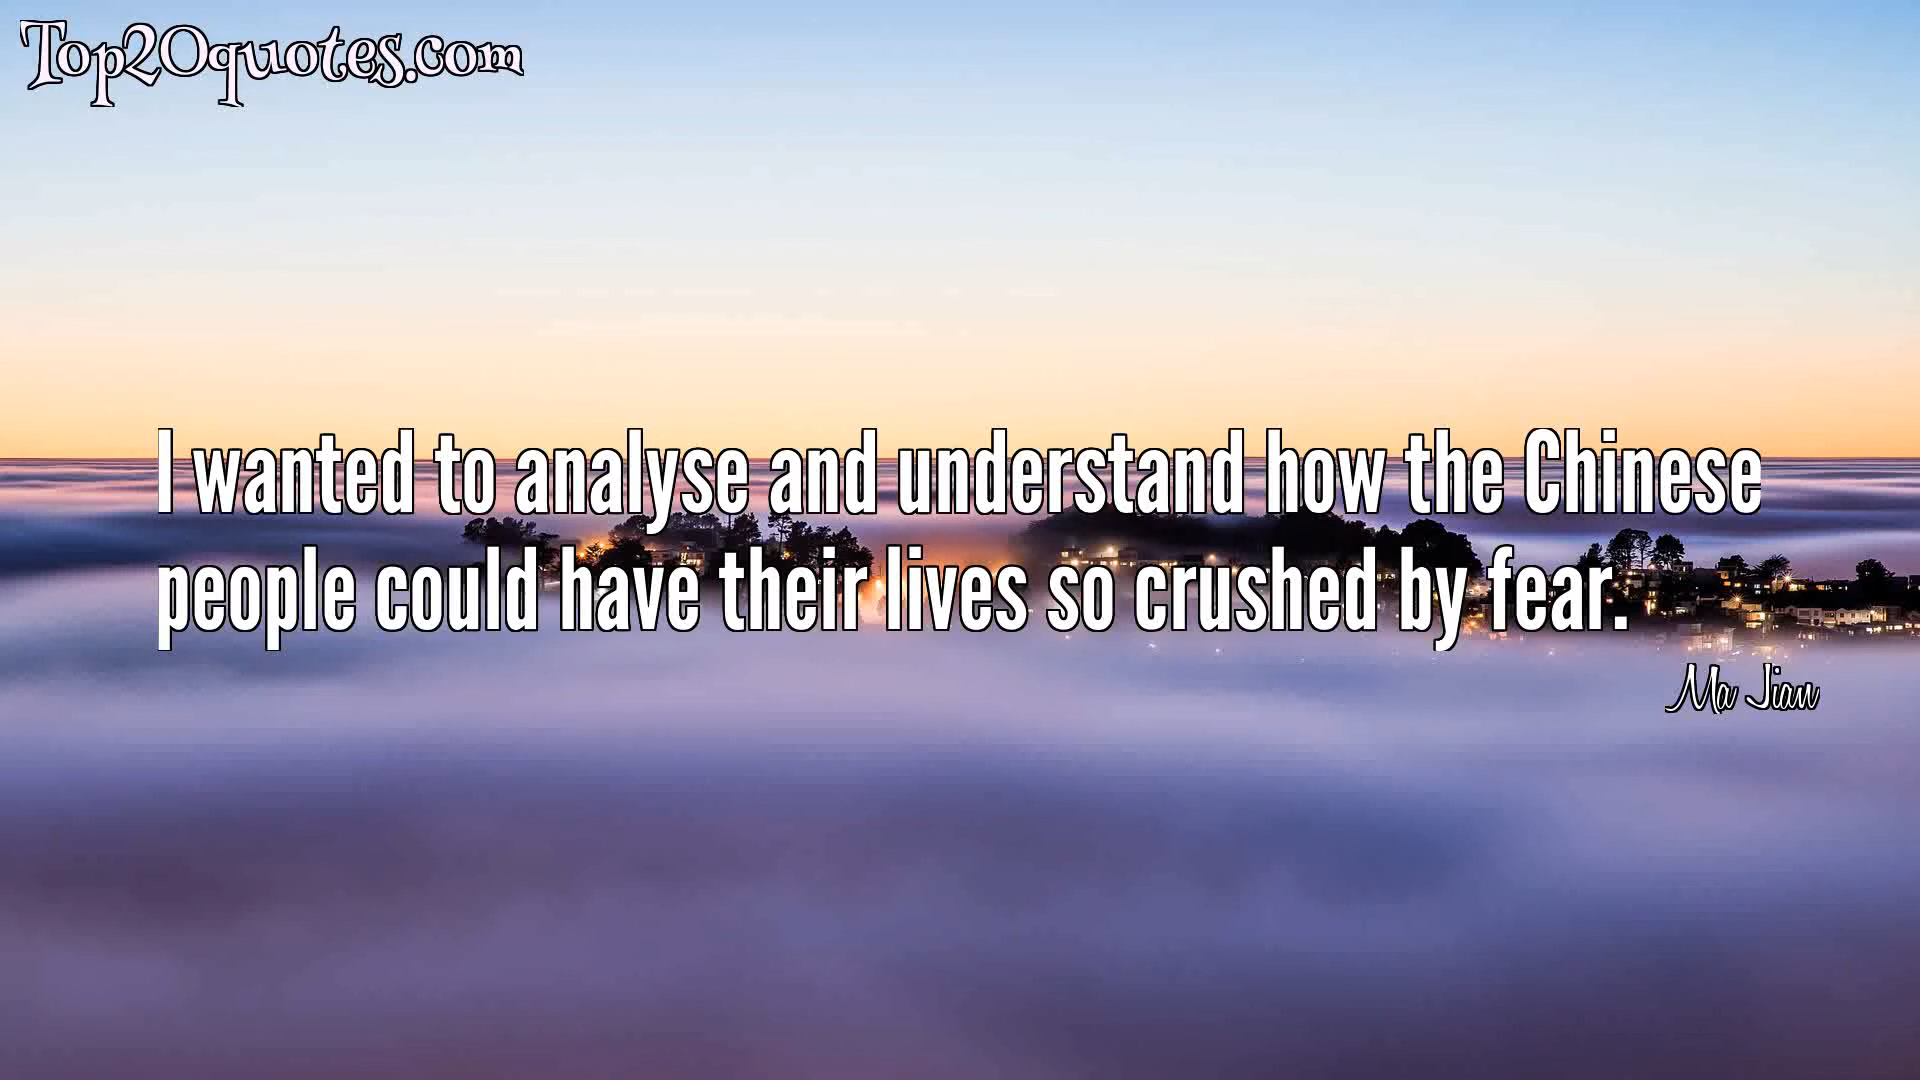 Top20quotes.com
I wanted to analyse and understand how the Chinese
people could have their lives so crushed by fear.
Ma Jian